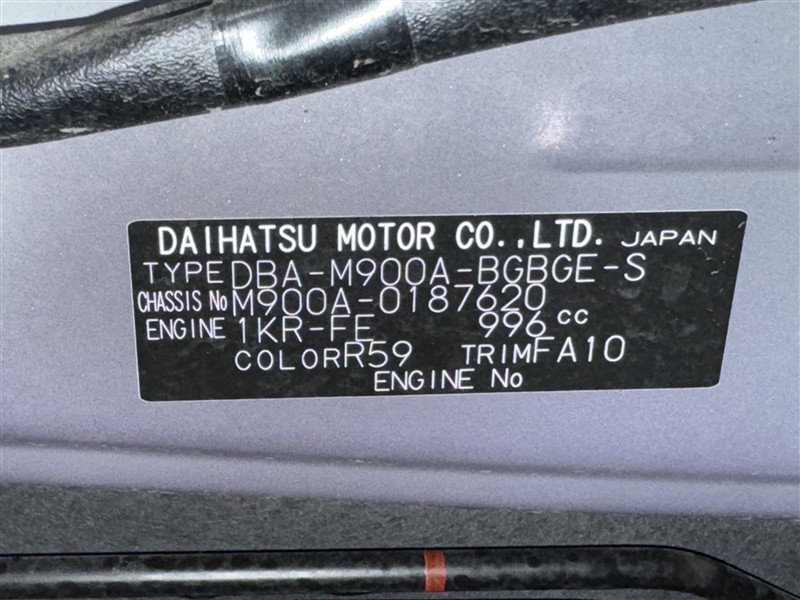 DAIHATSU MOTOR CO.,LTD. JAPAN
TYPE DBA-M900A-BGBGE-S
CHASSIS No M900A-0187620
ENGINE 1KR-FE 996 cc
COLOR R59 TRIM FA10
ENGINE No